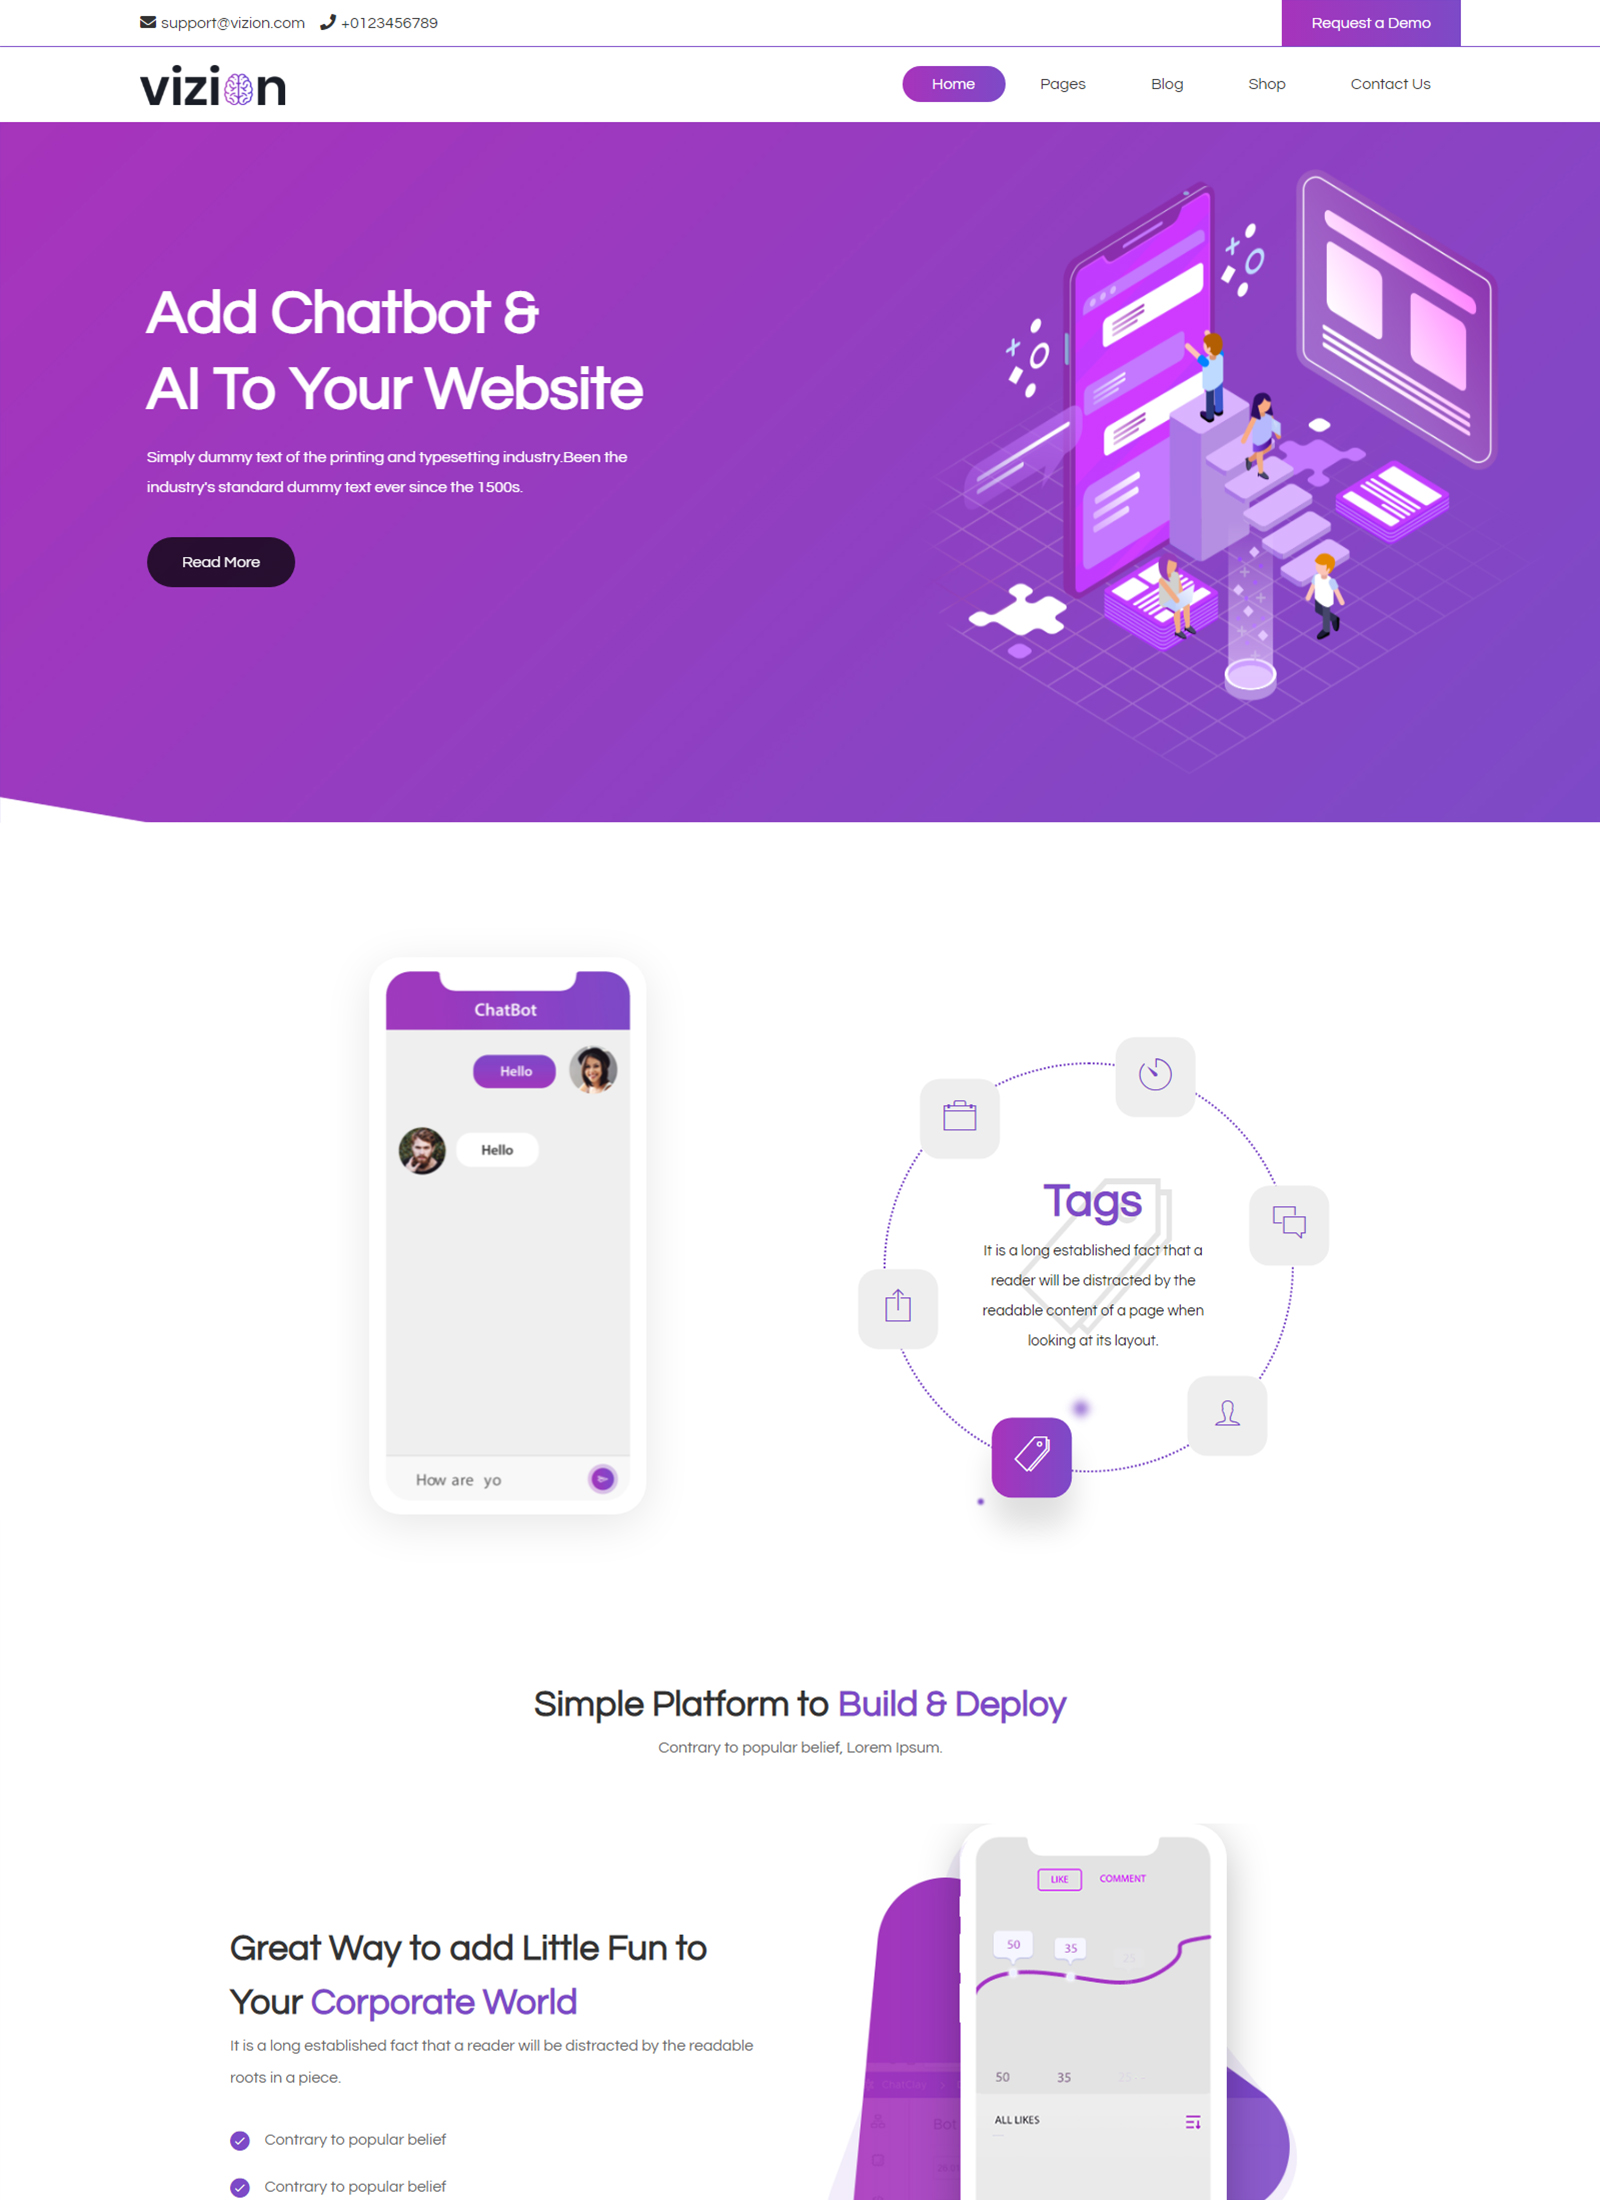 support@vizion.com +0123456789
Request a Demo
vizion
Home Pages Blog Shop Contact Us
Add Chatbot &
AI To Your Website
Simply dummy text of the printing and typesetting industry.Been the
industry's standard dummy text ever since the 1500s.
Read More
ChatBot
Hello
Hello
How are yo
Tags
It is a long established fact that a
reader will be distracted by the
readable content of a page when
looking at its layout.
Simple Platform to Build & Deploy
Contrary to popular belief, Lorem Ipsum.
Great Way to add Little Fun to
Your Corporate World
It is a long established fact that a reader will be distracted by the readable
roots in a piece.
Contrary to popular belief
Contrary to popular belief
LIKE COMMENT
50 35 25
50 35 25
ALL LIKES
ChatClay
Bot